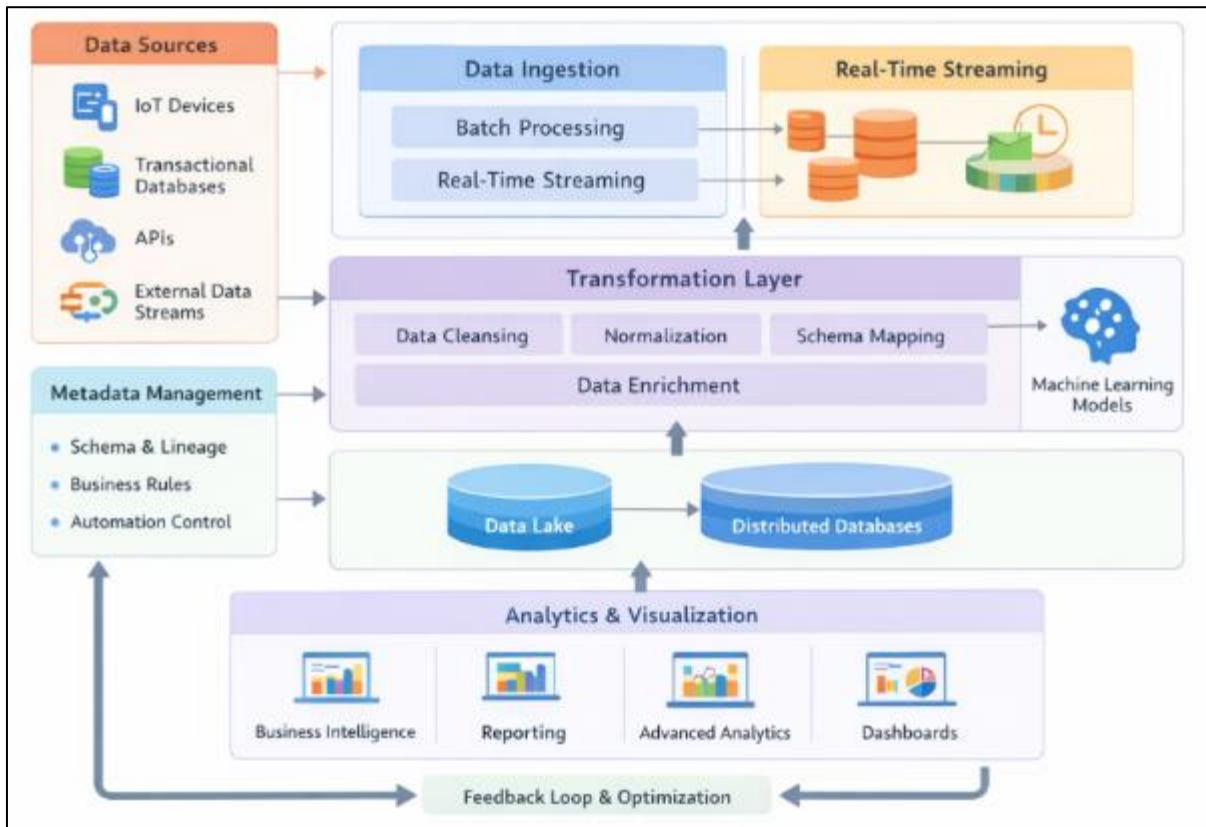 Data Sources
IoT Devices
Transactional
Databases
APIs
External Data
Streams
Data Ingestion
Batch Processing
Real-Time Streaming
Real-Time Streaming
Transformation Layer
Data Cleansing
Normalization
Schema Mapping
Data Enrichment
Machine Learning
Models
Metadata Management
Schema & Lineage
Business Rules
Automation Control
Data Lake
Distributed Databases
Analytics & Visualization
Business Intelligence
Reporting
Advanced Analytics
Dashboards
Feedback Loop & Optimization